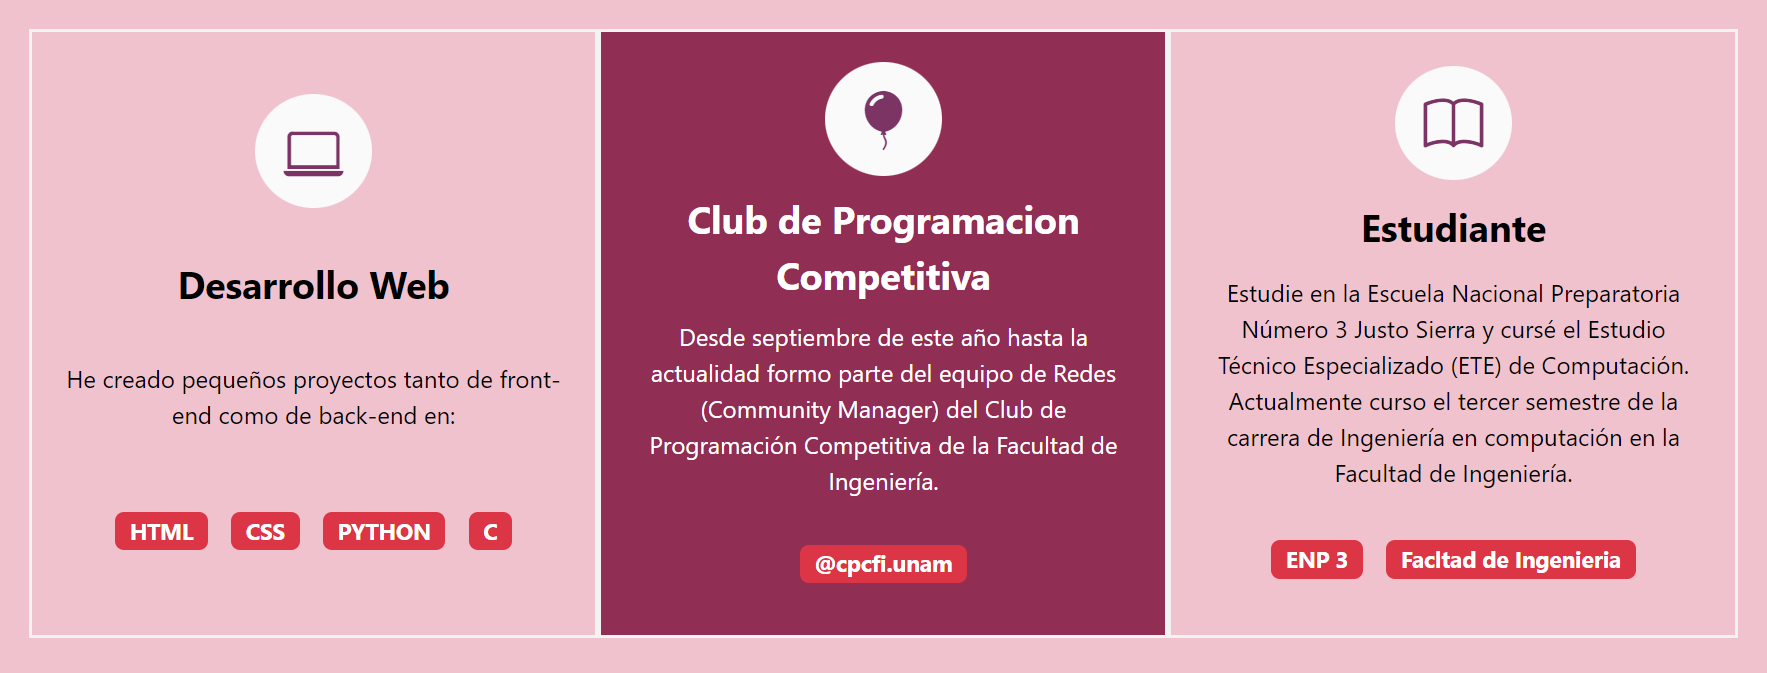 Desarrollo Web
He creado pequeños proyectos tanto de front-
end como de back-end en:
HTML CSS PYTHON C
Club de Programacion
Competitiva
Desde septiembre de este año hasta la
actualidad formo parte del equipo de Redes
(Community Manager) del Club de
Programación Competitiva de la Facultad de
Ingeniería.
@cpcfi.unam
Estudiante
Estudie en la Escuela Nacional Preparatoria
Número 3 Justo Sierra y cursé el Estudio
Técnico Especializado (ETE) de Computación.
Actualmente curso el tercer semestre de la
carrera de Ingeniería en computación en la
Facultad de Ingeniería.
ENP 3 Facltad de Ingenieria